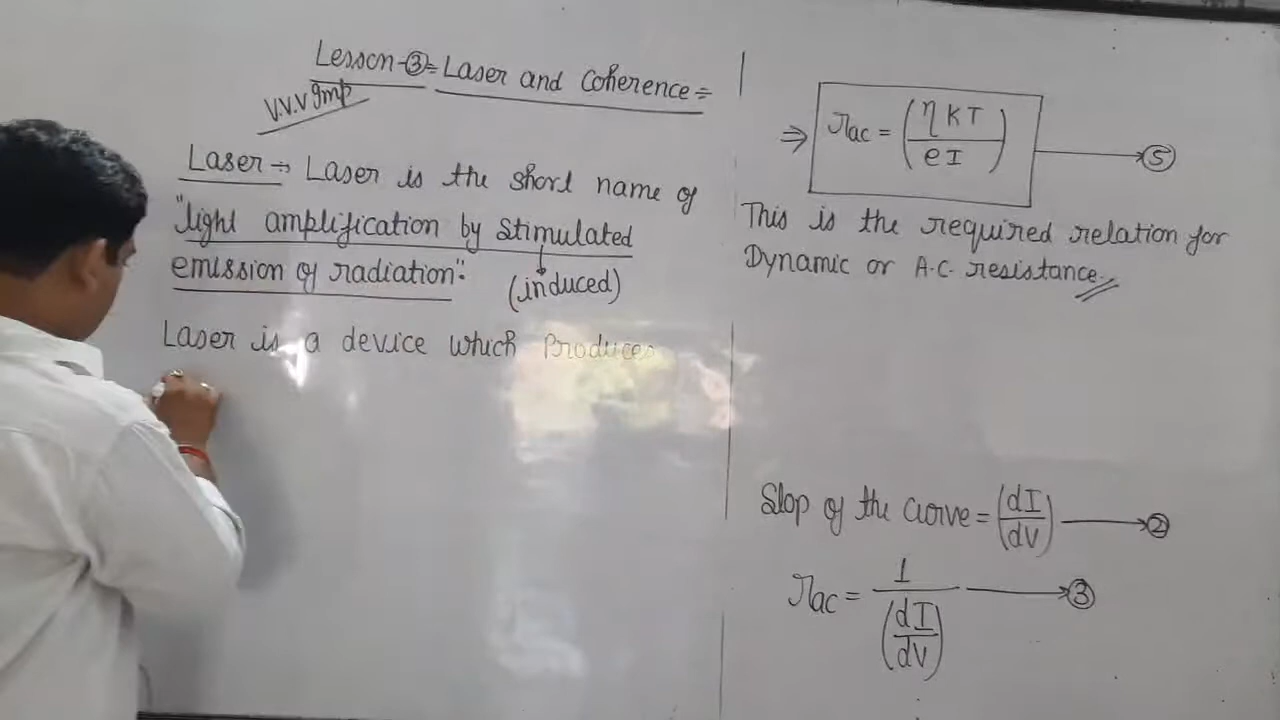 Lesson-③= Laser and Coherence =
V.V.V Imp
Laser → Laser is the short name of
"light amplification by Stimulated
emission of radiation".
(induced)
Laser is a device which Produces
⇒ rac = (ηKT/eI) → ⑤
This is the required relation for
Dynamic or A.C. resistance.
Slop of the curve = (dI/dV) → ②
rac = 1/(dI/dV) → ③